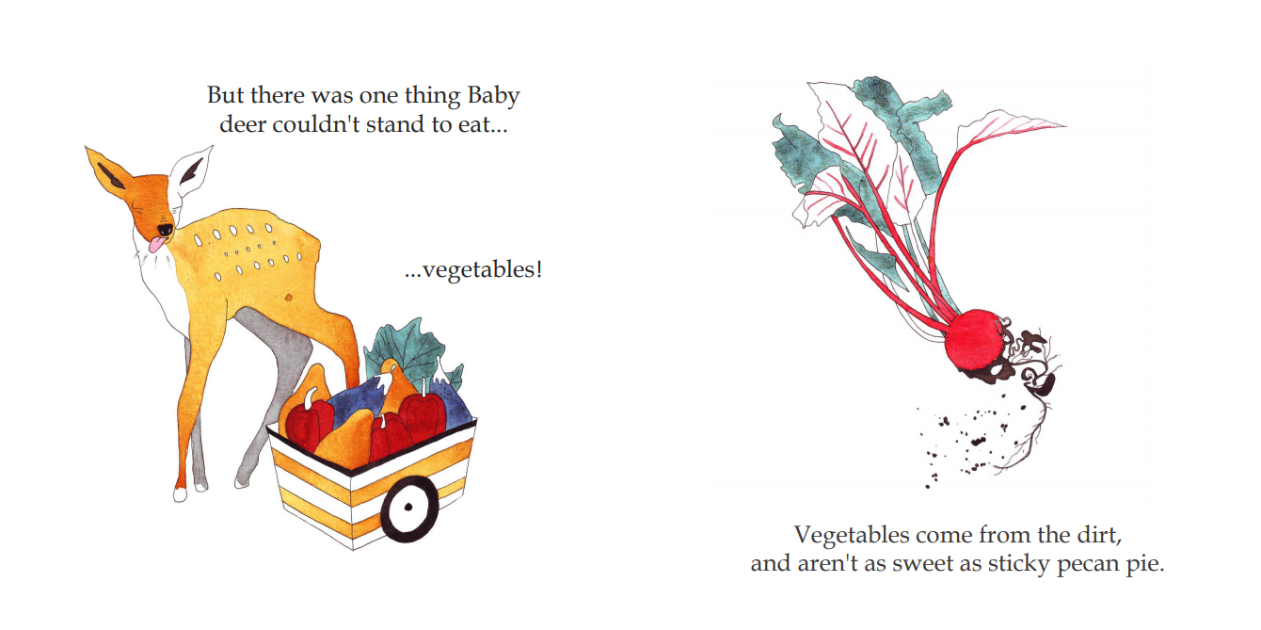 But there was one thing Baby
deer couldn't stand to eat...
...vegetables!
Vegetables come from the dirt,
and aren't as sweet as sticky pecan pie.